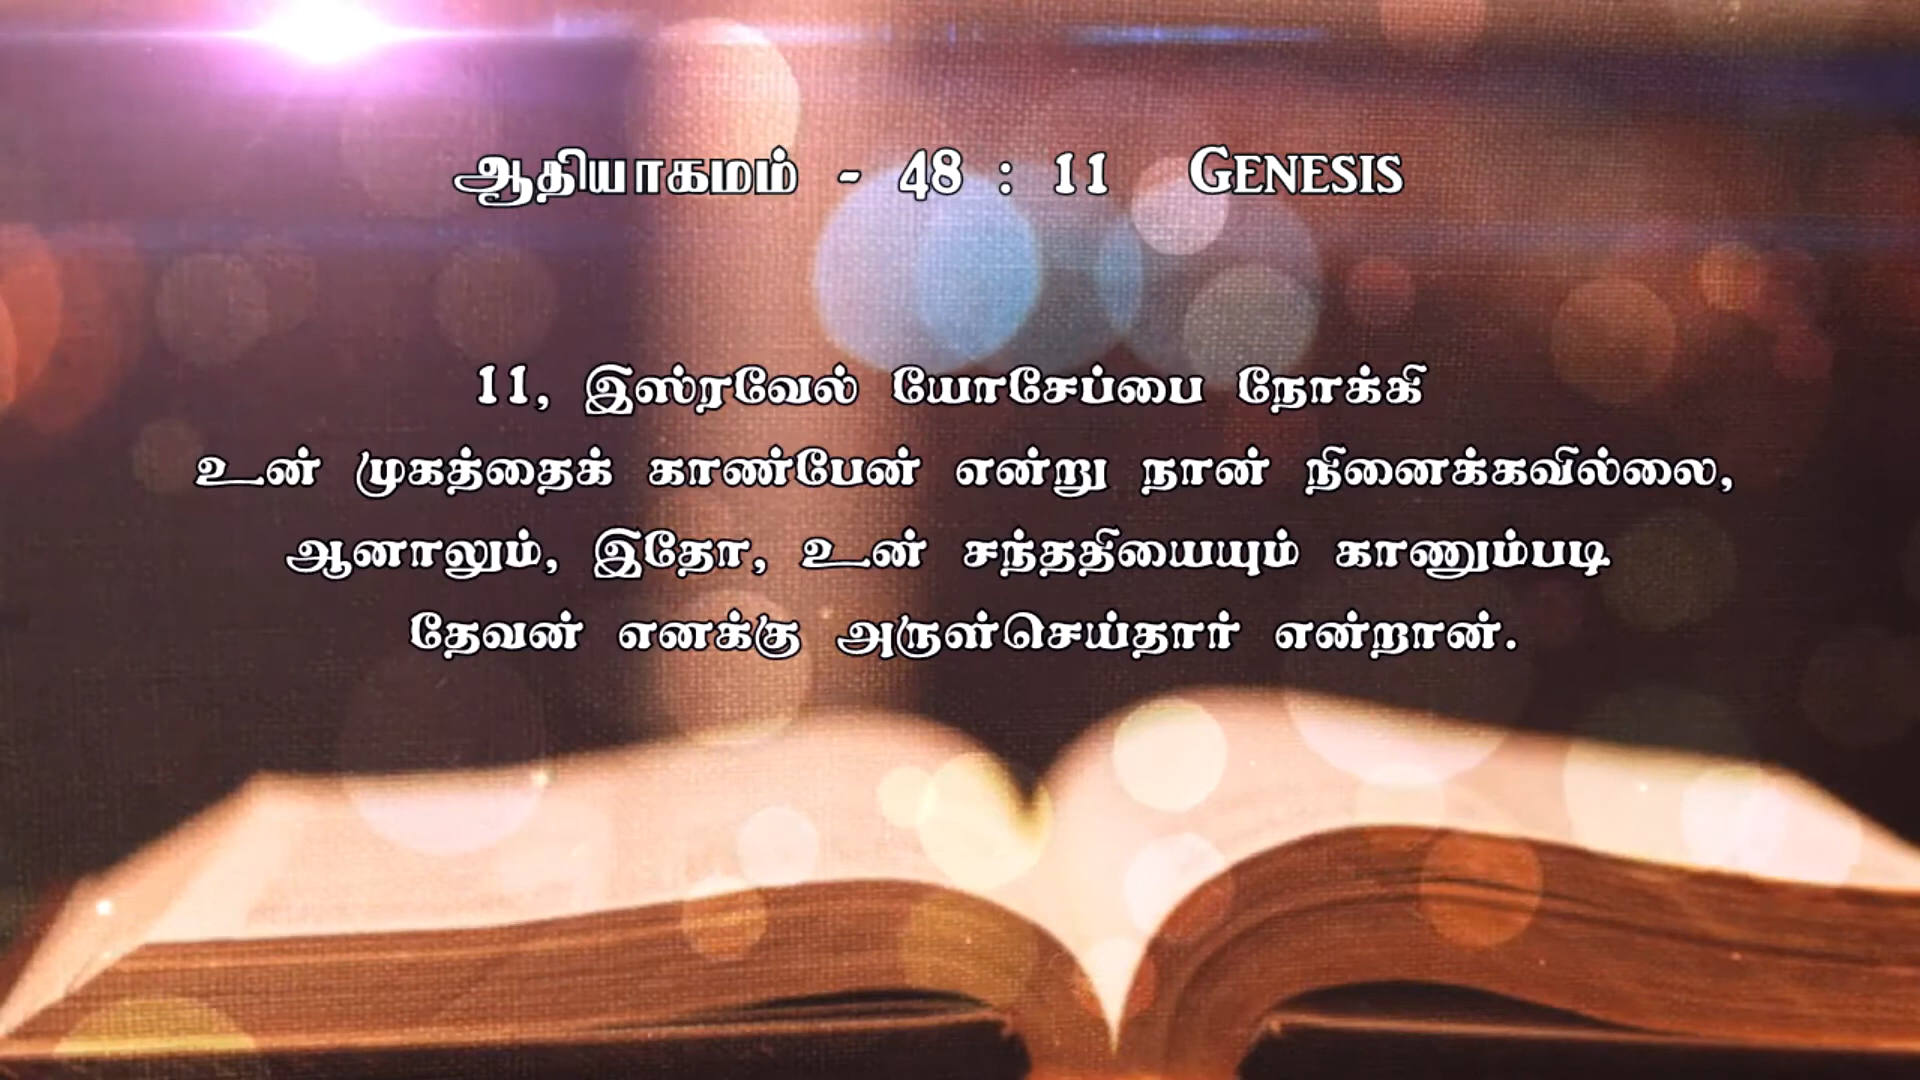 ஆதியாகமம் - 48 : 11 GENESIS
11, இஸ்ரவேல் யோசேப்பை நோக்கி
உன் முகத்தைக் காண்பேன் என்று நான் நினைக்கவில்லை,
ஆனாலும், இதோ, உன் சந்ததியையும் காணும்படி
தேவன் எனக்கு அருள்செய்தார் என்றான்.